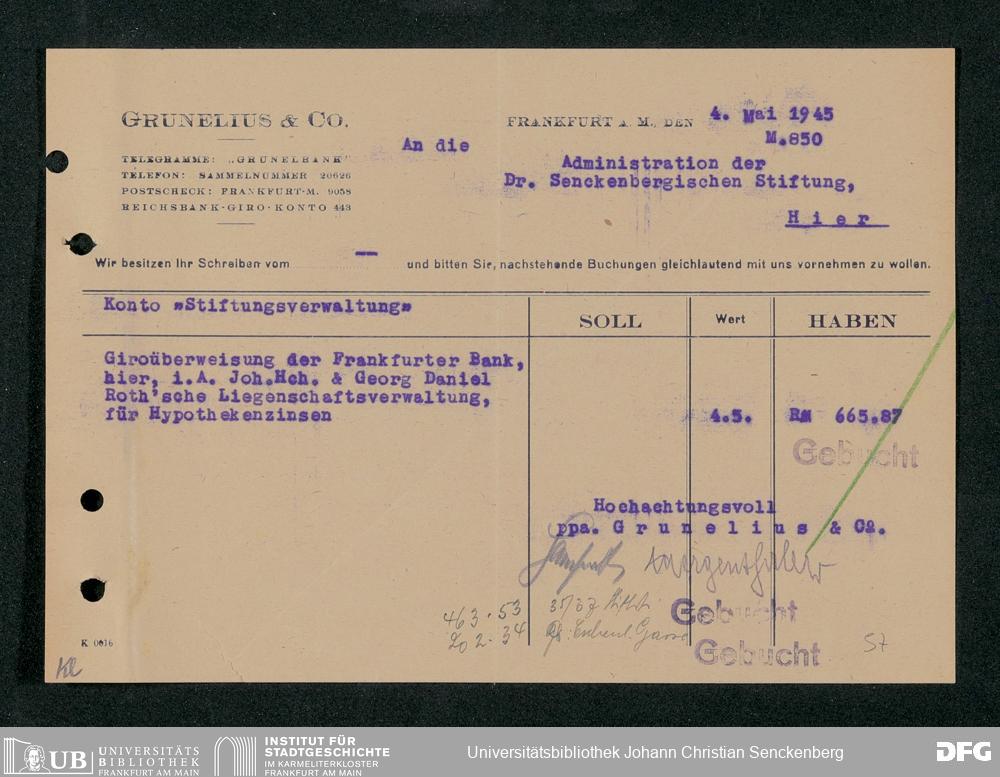 GRUNELIUS & CO.
TELEGRAMME: „GRUNELBANK"
TELEFON: SAMMELNUMMER 20626
POSTSCHECK: FRANKFURT-M. 9058
REICHSBANK-GIRO-KONTO 443
FRANKFURT A. M., DEN 4. Mai 1945
M.850
An die
Administration der
Dr. Senckenbergischen Stiftung,
Hier
Wir besitzen Ihr Schreiben vom — und bitten Sie, nachstehende Buchungen gleichlautend mit uns vornehmen zu wollen.
Konto »Stiftungsverwaltung»
SOLL Wert HABEN
Giroüberweisung der Frankfurter Bank,
hier, i.A. Joh.Hch. & Georg Daniel
Roth'sche Liegenschaftsverwaltung,
für Hypothekenzinsen 4.5. RM 665.87
Gebucht
Hochachtungsvoll
ppa. Grunelius & Co.
463.53
202.34
Gebucht
Gebucht
K 0616
UB UNIVERSITÄTS
BIBLIOTHEK
FRANKFURT AM MAIN
INSTITUT FÜR
STADTGESCHICHTE
IM KARMELITERKLOSTER
FRANKFURT AM MAIN
Universitätsbibliothek Johann Christian Senckenberg
DFG